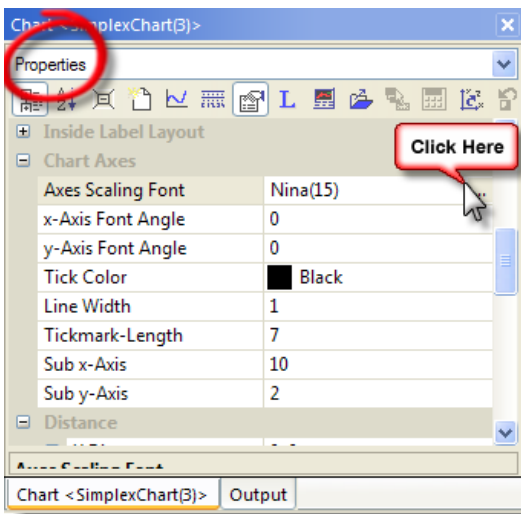 Chart <SimplexChart(3)>
Properties
L
Inside Label Layout
Chart Axes
Click Here
Axes Scaling Font Nina(15)
x-Axis Font Angle 0
y-Axis Font Angle 0
Tick Color Black
Line Width 1
Tickmark-Length 7
Sub x-Axis 10
Sub y-Axis 2
Distance
Axes Scaling Font
Chart <SimplexChart(3)> Output